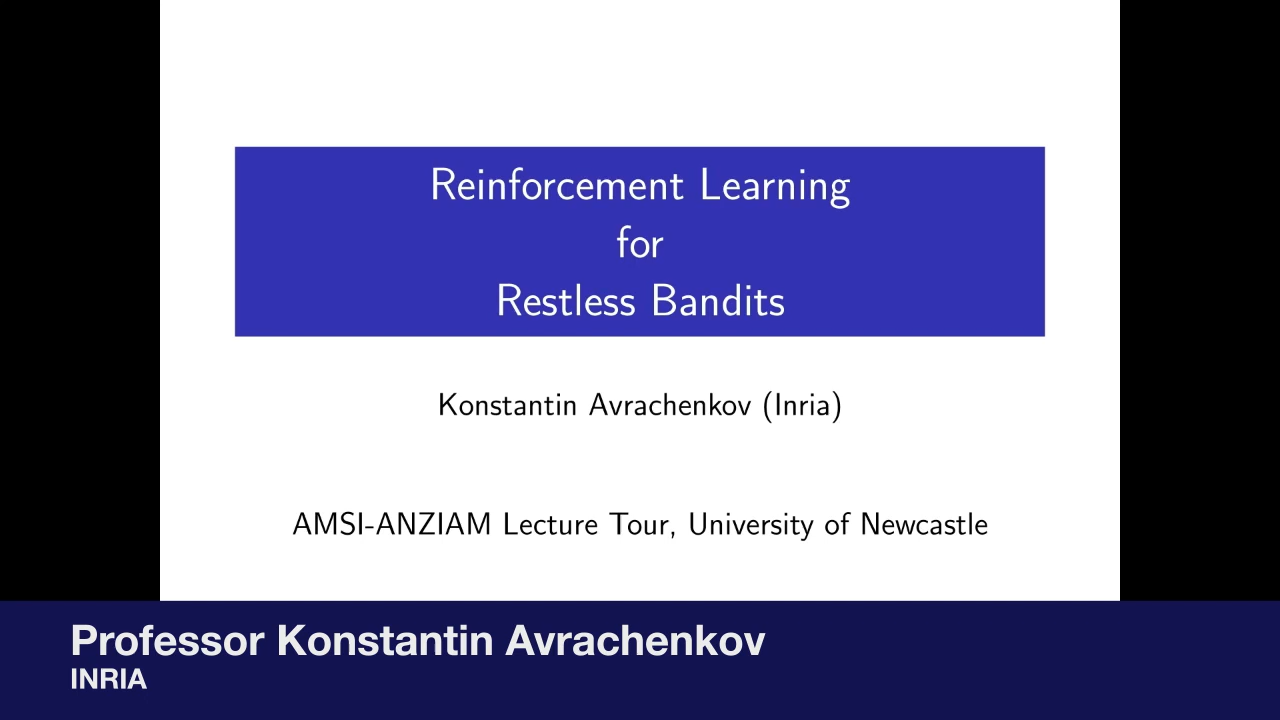 Reinforcement Learning
for
Restless Bandits
Konstantin Avrachenkov (Inria)
AMSI-ANZIAM Lecture Tour, University of Newcastle
Professor Konstantin Avrachenkov
INRIA